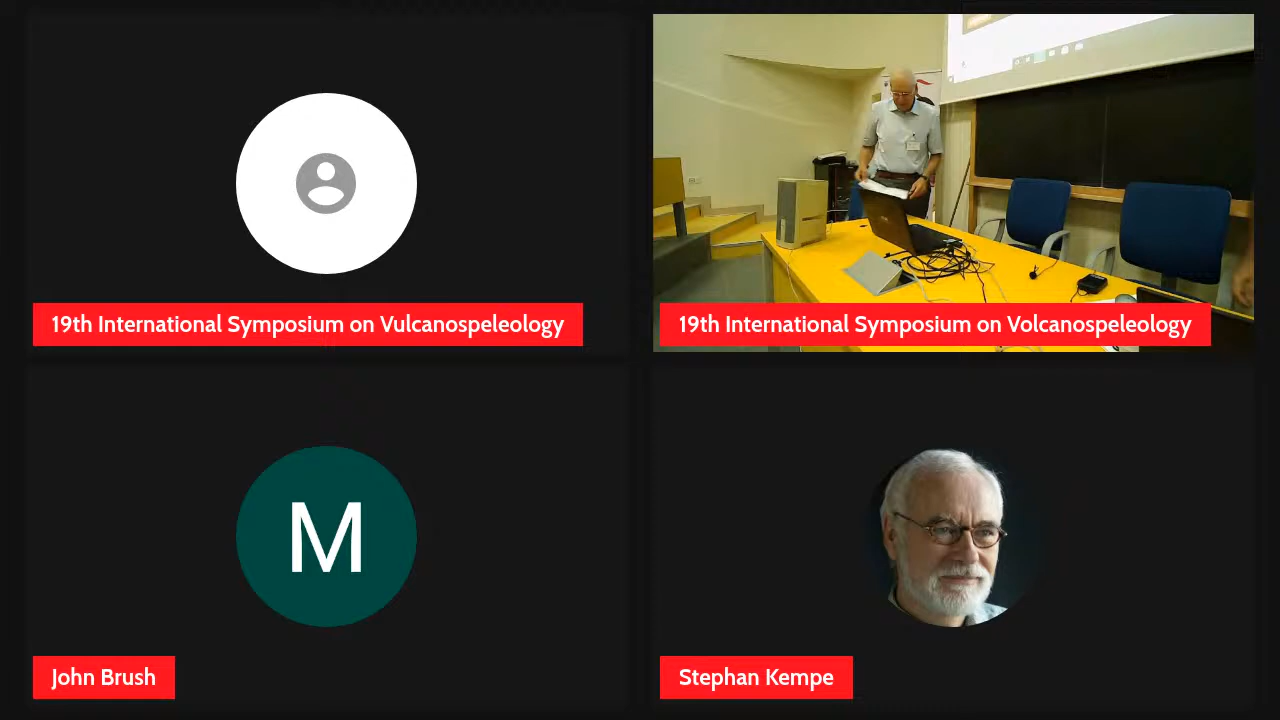 19th International Symposium on Vulcanospeleology
19th International Symposium on Volcanospeleology
M
John Brush
Stephan Kempe